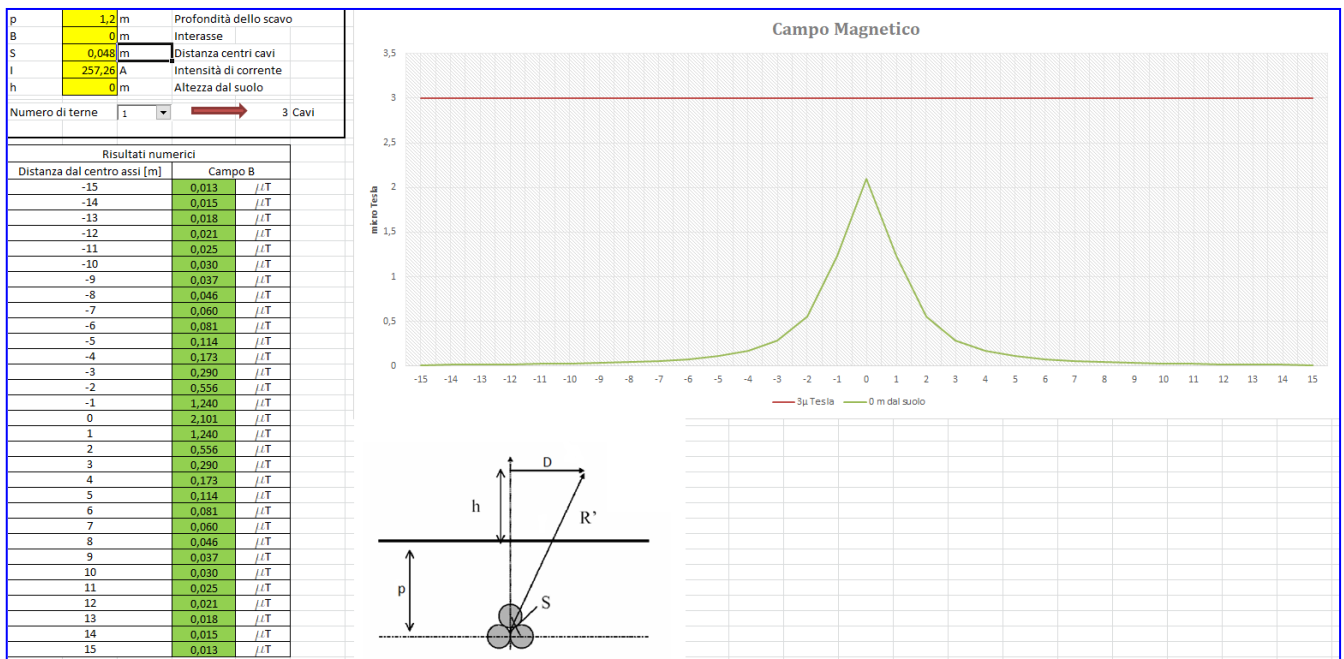 p 1,2 m Profondità dello scavo
B 0 m Interasse
S 0,048 m Distanza centri cavi
I 257,26 A Intensità di corrente
h 0 m Altezza dal suolo
Numero di terne 1 3 Cavi
Risultati numerici
Distanza dal centro assi [m] Campo B
-15 0,013 μT
-14 0,015 μT
-13 0,018 μT
-12 0,021 μT
-11 0,025 μT
-10 0,030 μT
-9 0,037 μT
-8 0,046 μT
-7 0,060 μT
-6 0,081 μT
-5 0,114 μT
-4 0,173 μT
-3 0,290 μT
-2 0,556 μT
-1 1,240 μT
0 2,101 μT
1 1,240 μT
2 0,556 μT
3 0,290 μT
4 0,173 μT
5 0,114 μT
6 0,081 μT
7 0,060 μT
8 0,046 μT
9 0,037 μT
10 0,030 μT
11 0,025 μT
12 0,021 μT
13 0,018 μT
14 0,015 μT
15 0,013 μT
Campo Magnetico
mikro Tesla
3,5
3
2,5
2
1,5
1
0,5
0
-15 -14 -13 -12 -11 -10 -9 -8 -7 -6 -5 -4 -3 -2 -1 0 1 2 3 4 5 6 7 8 9 10 11 12 13 14 15
3μ Tesla 0 m dal suolo
D
h
R’
p
S